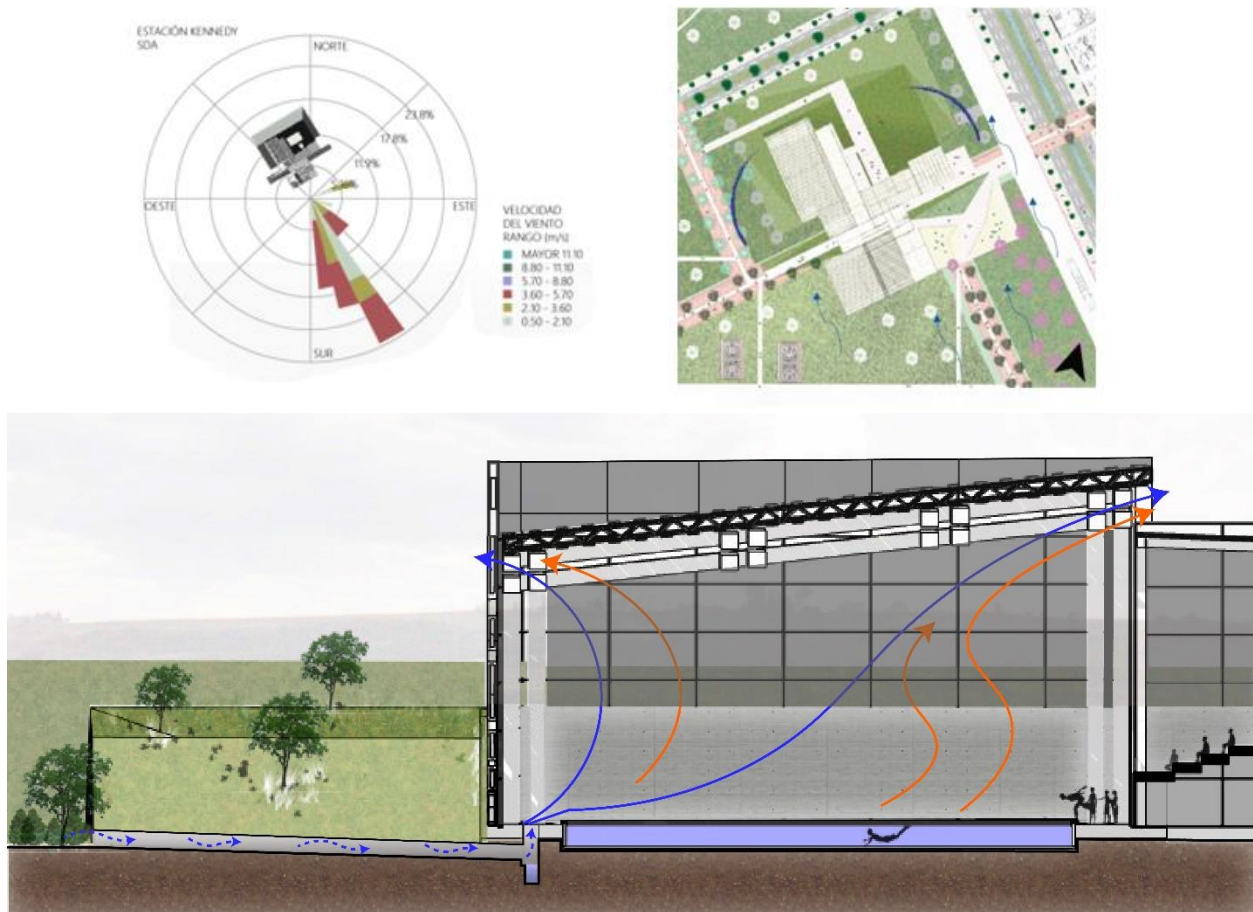 ESTACIÓN KENNEDY
SDA
NORTE
23.8%
17.8%
11.9%
OESTE
ESTE
SUR
VELOCIDAD
DEL VIENTO
RANGO (m/s)
MAYOR 11.10
8.80 - 11.10
5.70 - 8.80
3.60 - 5.70
2.10 - 3.60
0.50 - 2.10